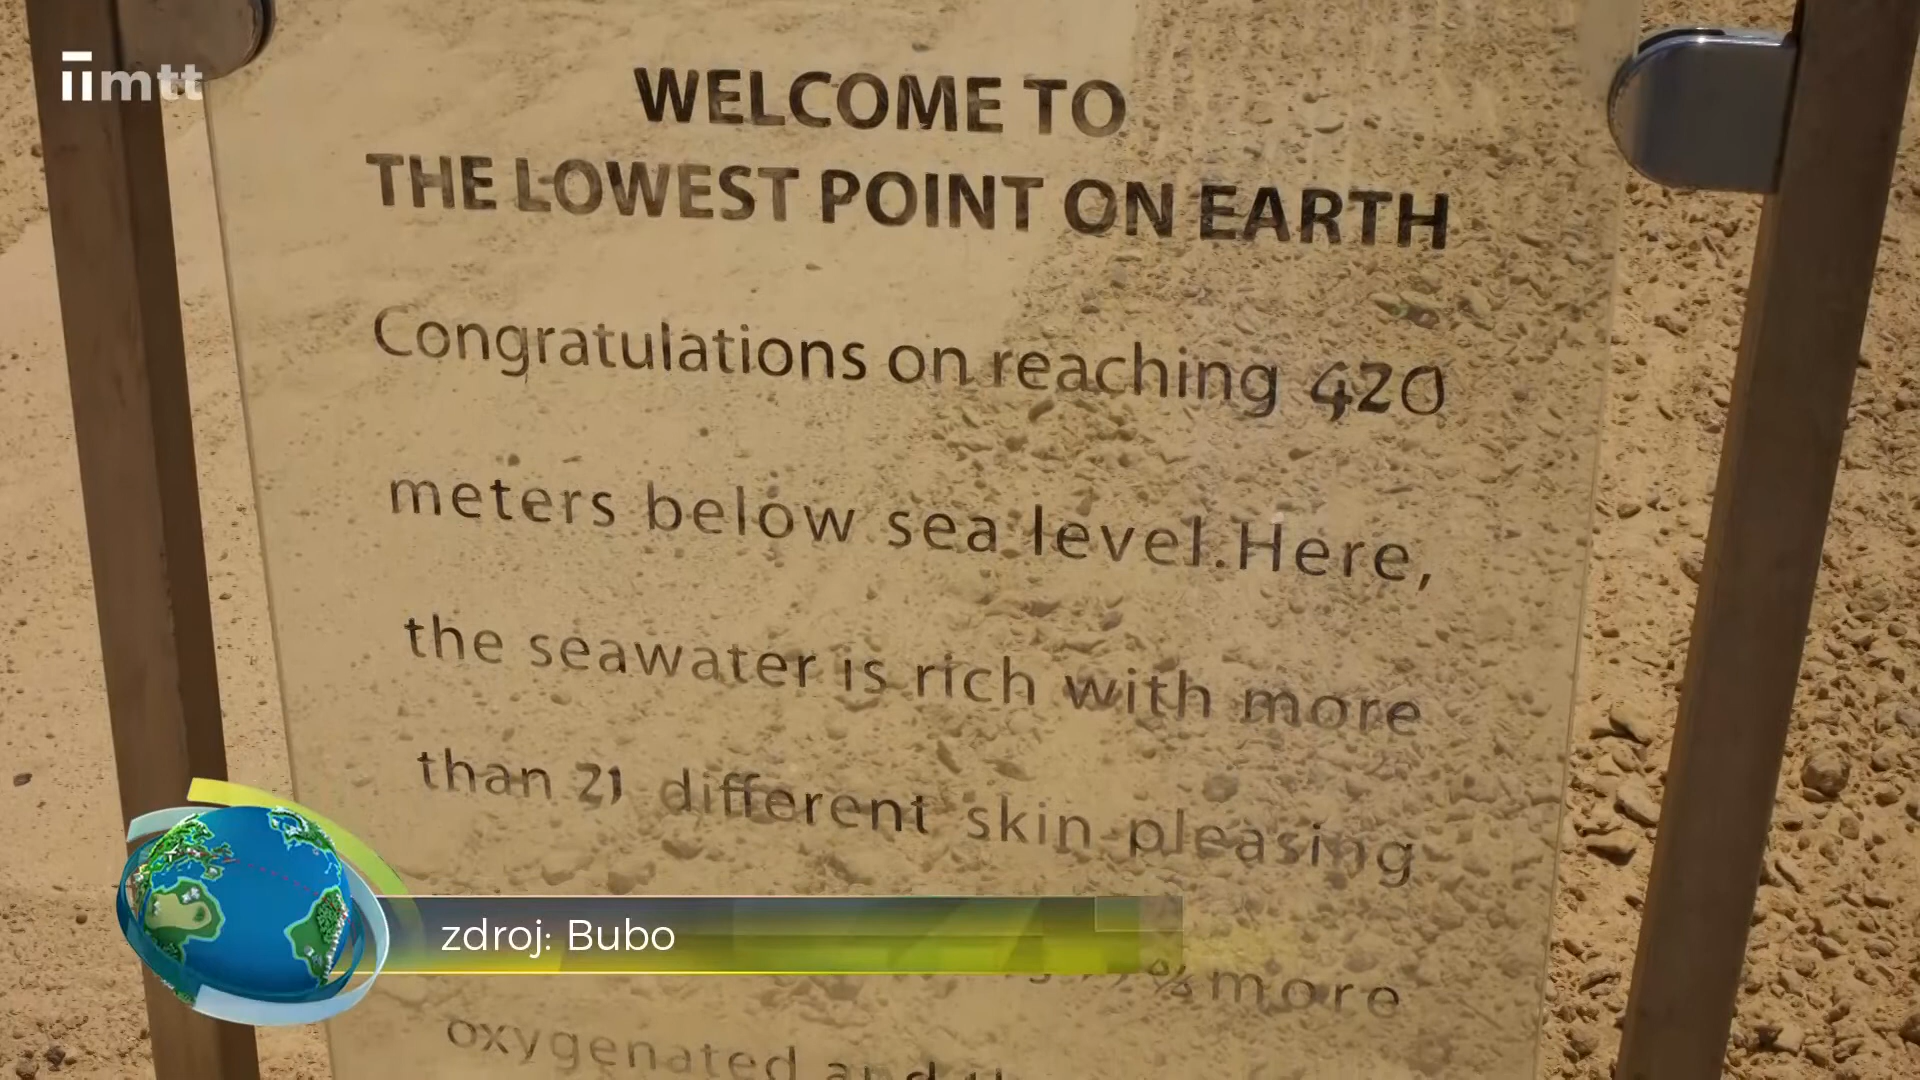 mtt
WELCOME TO
THE LOWEST POINT ON EARTH
Congratulations on reaching 420
meters below sea level.Here,
the seawater is rich with more
than 21 different skin pleasing
zdroj: Bubo
% more
oxygenated and